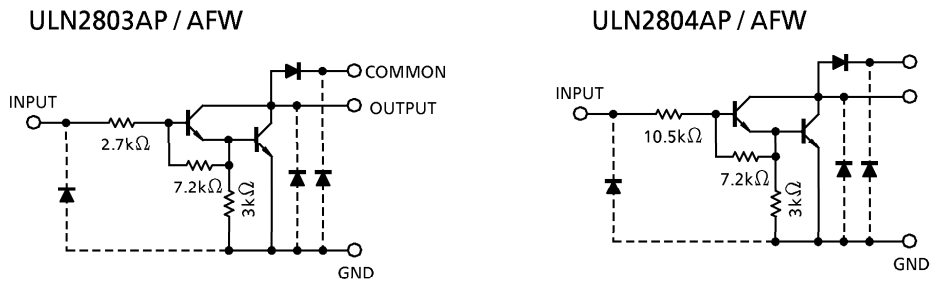 ULN2803AP / AFW
COMMON
INPUT
OUTPUT
2.7kΩ
7.2kΩ
3kΩ
GND
ULN2804AP / AFW
INPUT
10.5kΩ
7.2kΩ
3kΩ
GND